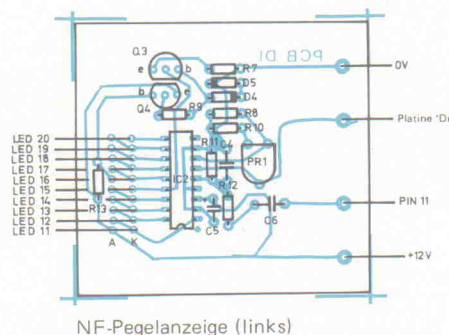 Q3
e
b
b
e
Q4
R9
PCB D1
R7
D5
D4
R8
R10
0V
Platine 'D
LED 20
LED 19
LED 18
LED 17
LED 16
LED 15
LED 14
LED 13
LED 12
LED 11
R13
A
K
IC2
R11
C4
PR1
R12
C5
C6
PIN 11
+12V
NF-Pegelanzeige (links)